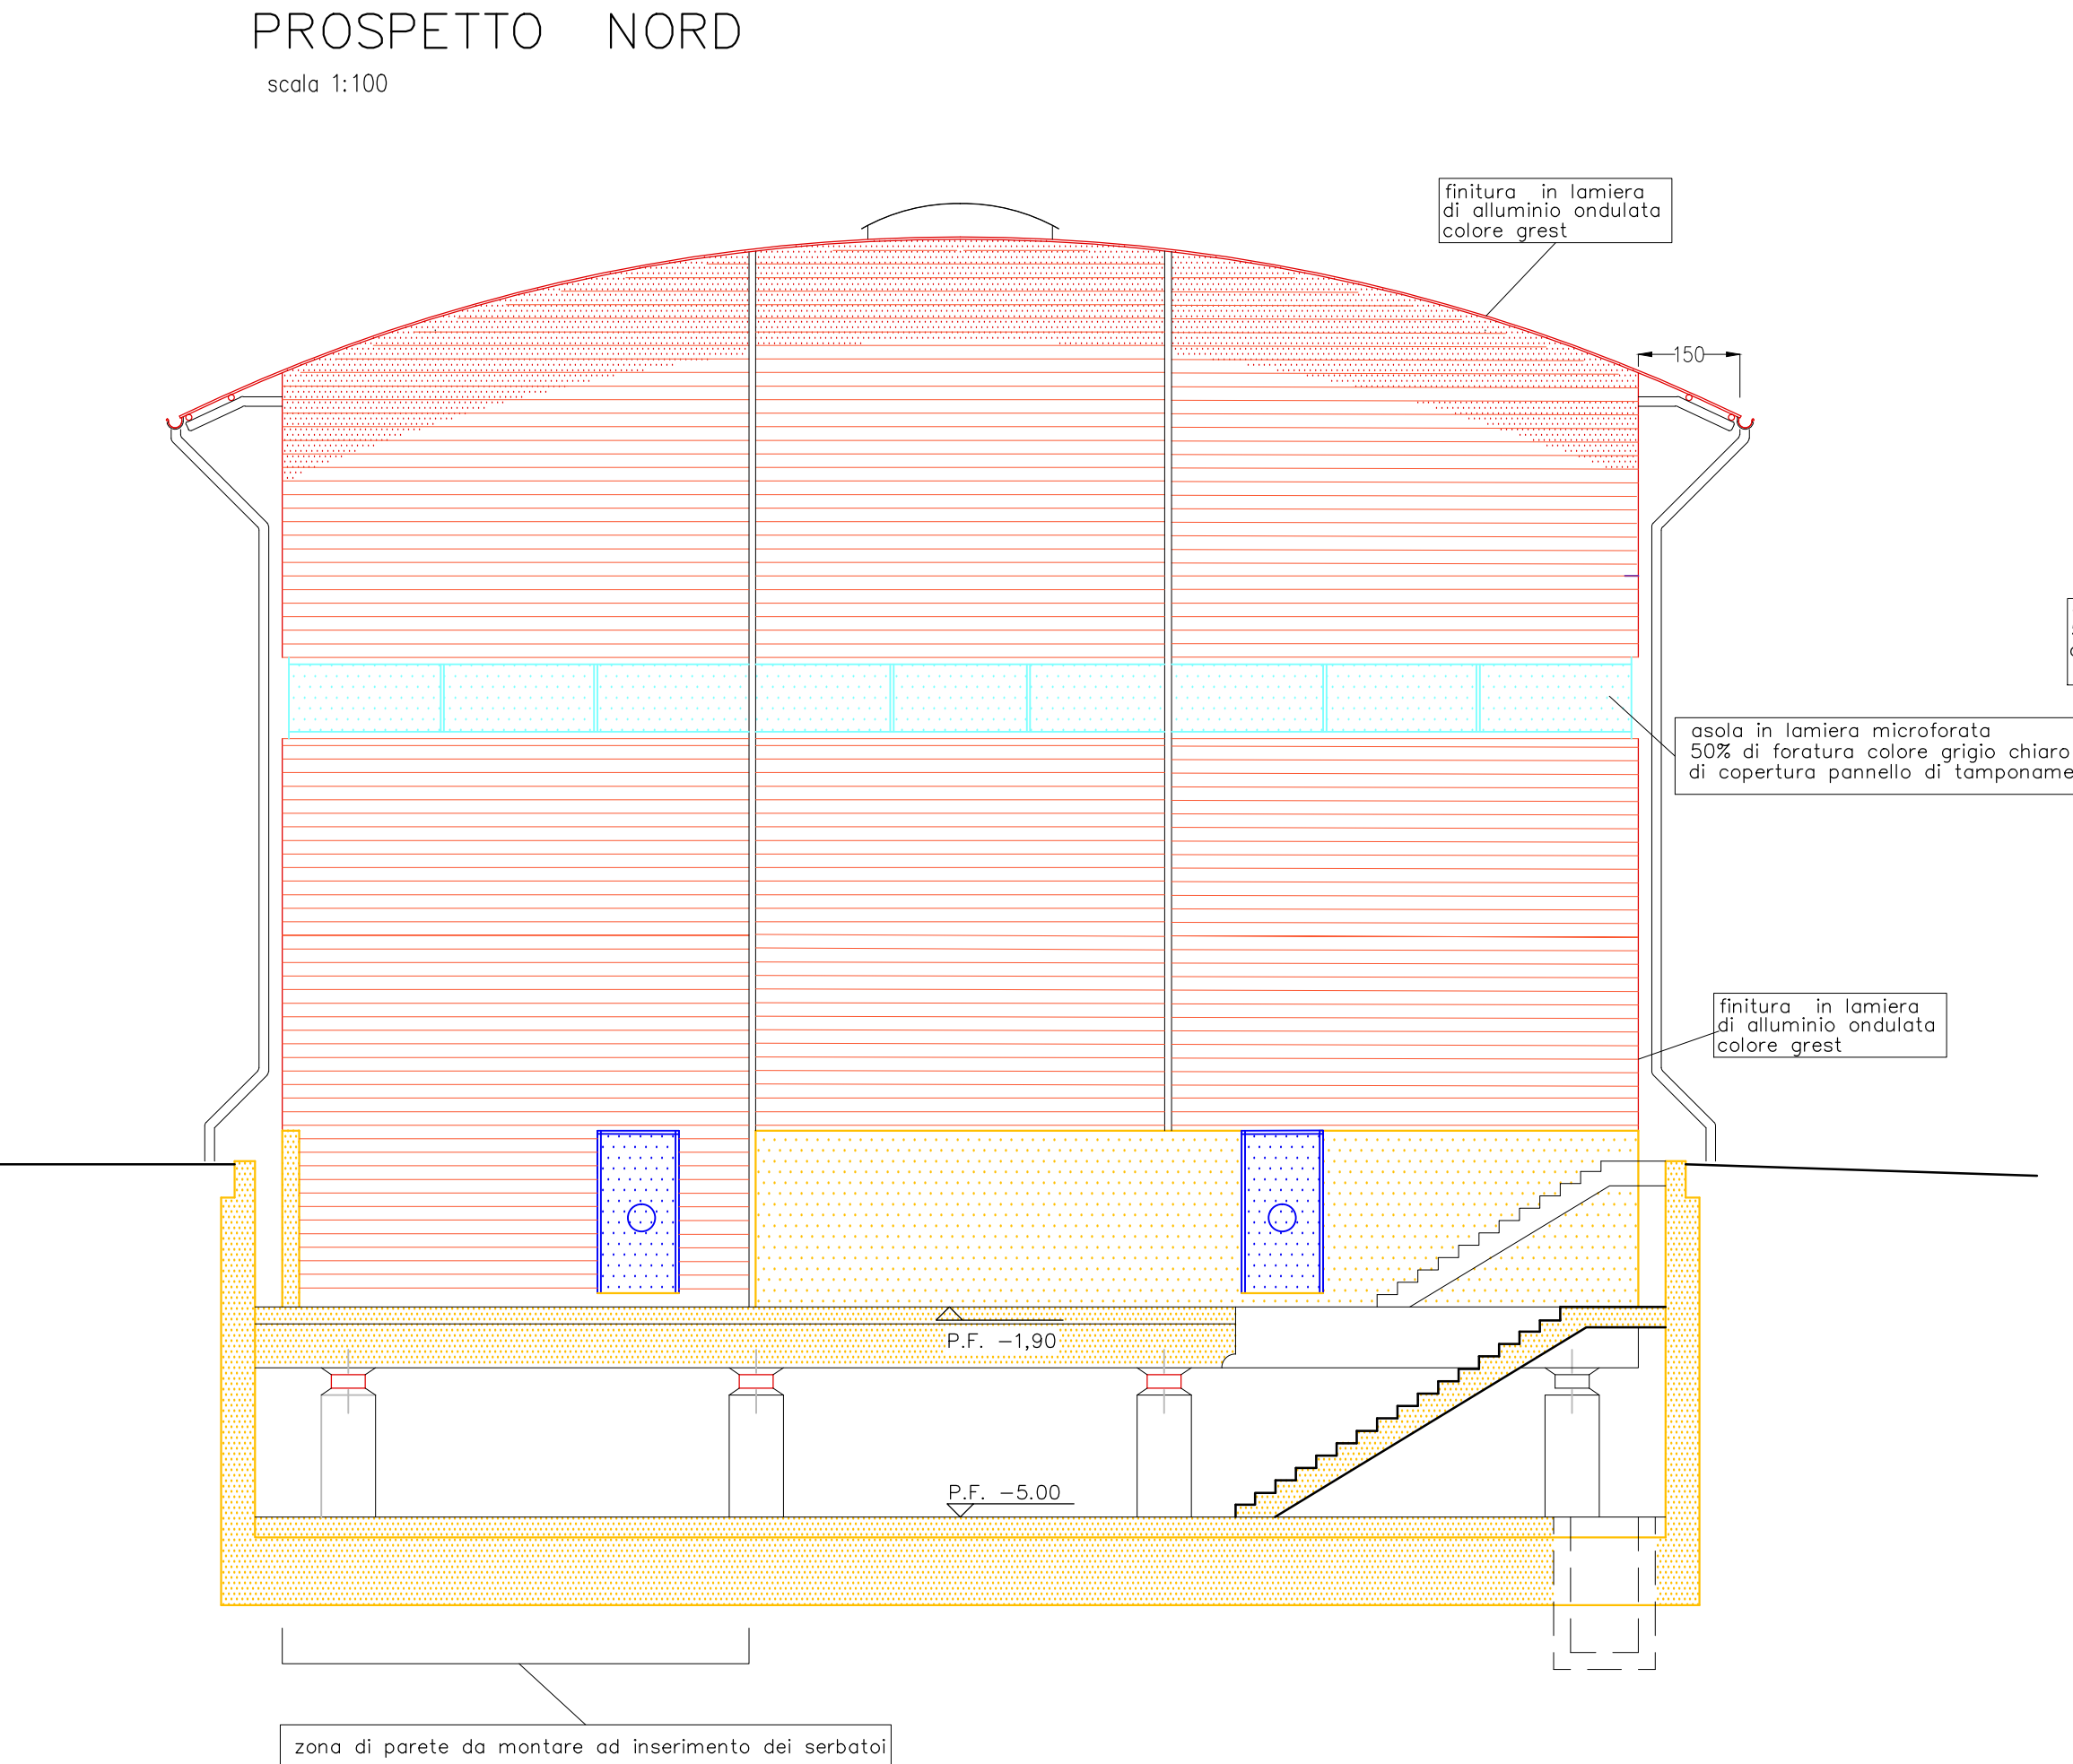 PROSPETTO NORD
scala 1:100
finitura in lamiera
di alluminio ondulata
colore grest
150
asola in lamiera microforata
50% di foratura colore grigio chiaro
di copertura pannello di tamponame
finitura in lamiera
di alluminio ondulata
colore grest
P.F. -1,90
P.F. -5.00
zona di parete da montare ad inserimento dei serbatoi